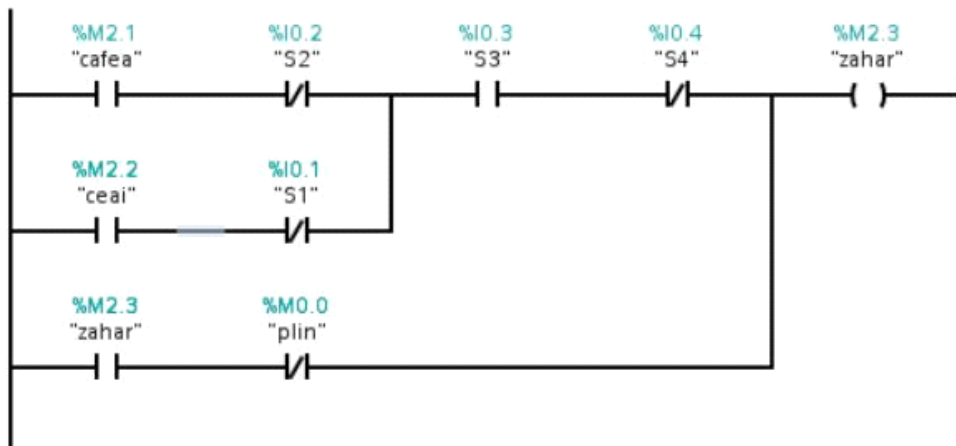 %M2.1 %I0.2 %I0.3 %I0.4 %M2.3
"cafea" "S2" "S3" "S4" "zahar"
%M2.2 %I0.1
"ceai" "S1"
%M2.3 %M0.0
"zahar" "plin"